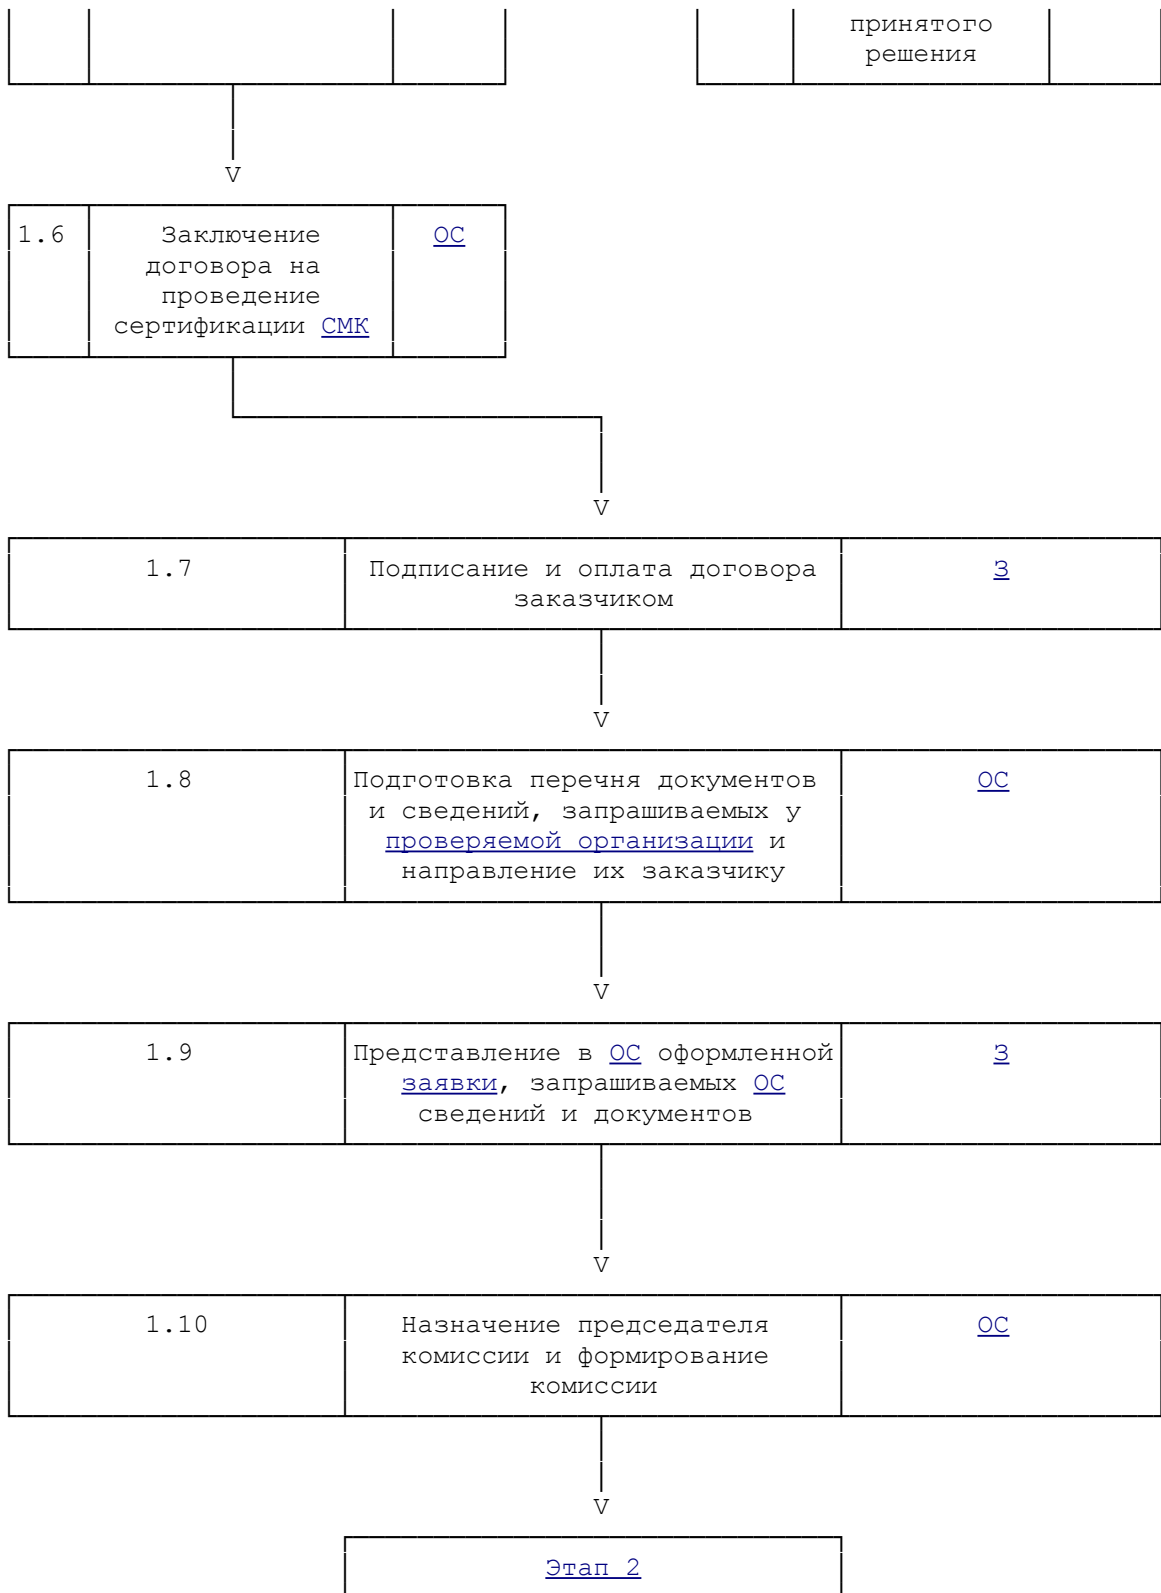 принятого
решения
V
1.6 Заключение ОС
договора на
проведение
сертификации СМК
V
1.7 Подписание и оплата договора З
заказчиком
V
1.8 Подготовка перечня документов ОС
и сведений, запрашиваемых у
проверяемой организации и
направление их заказчику
V
1.9 Представление в ОС оформленной З
заявки, запрашиваемых ОС
сведений и документов
V
1.10 Назначение председателя ОС
комиссии и формирование
комиссии
V
Этап 2